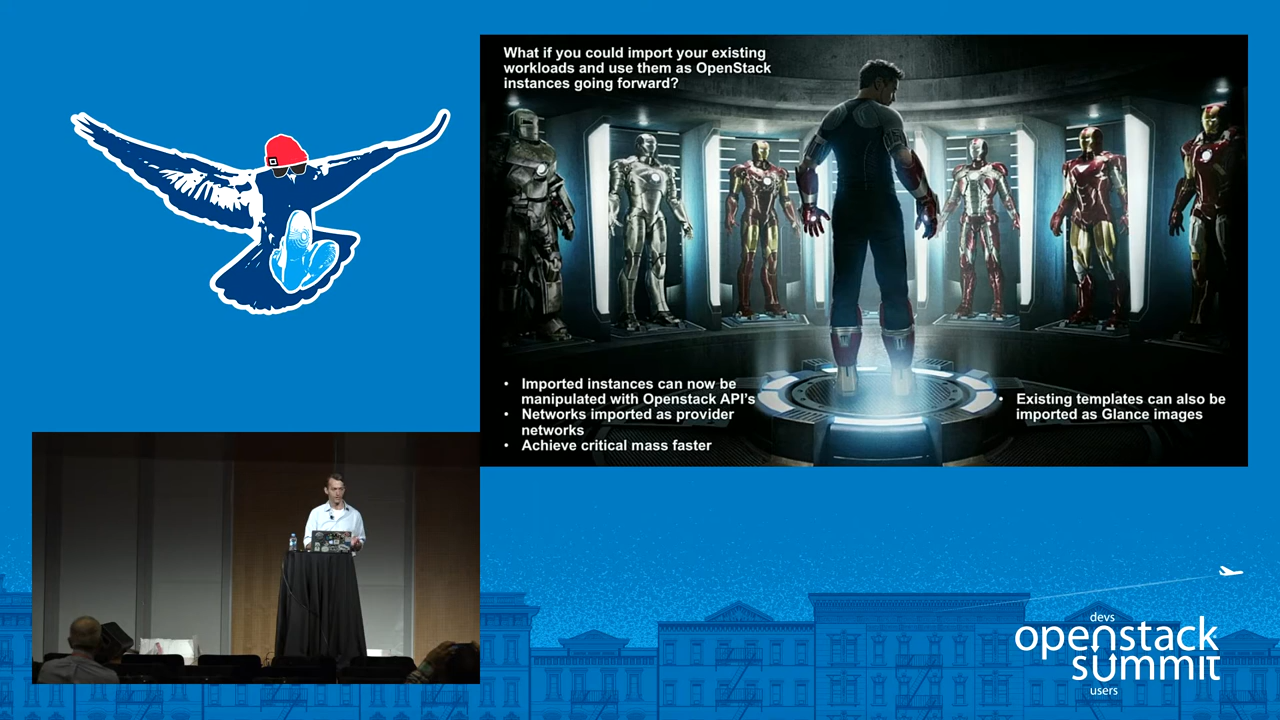 What if you could import your existing
workloads and use them as OpenStack
instances going forward?
• Imported instances can now be
manipulated with Openstack API's
• Networks imported as provider
networks
• Achieve critical mass faster
• Existing templates can also be
imported as Glance images
devs
openstack
summit
users